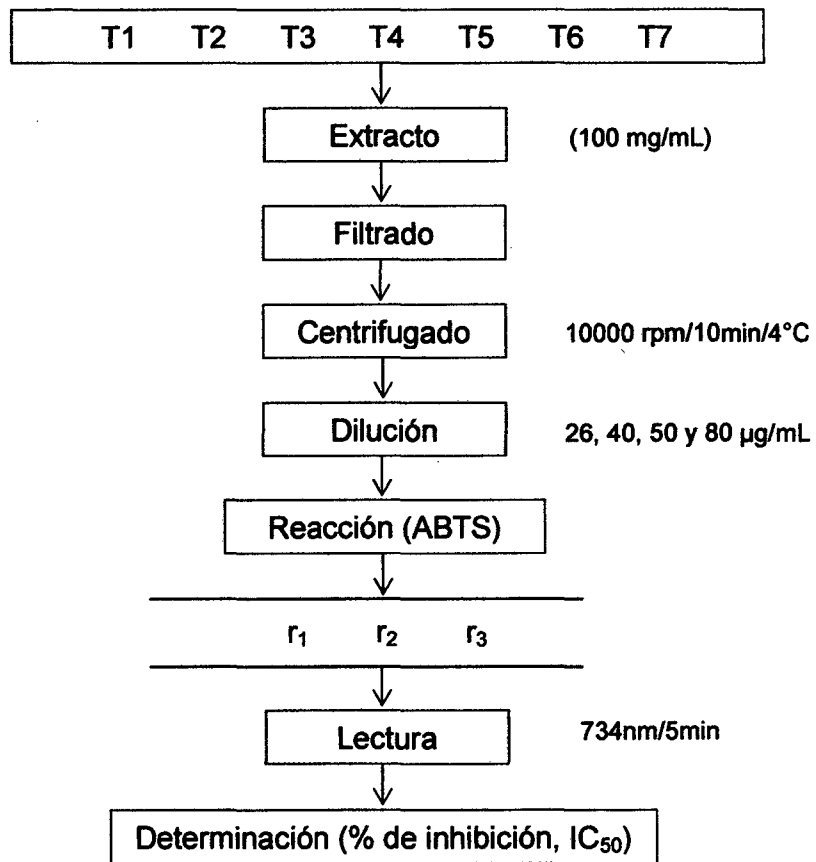 T1 T2 T3 T4 T5 T6 T7
Extracto (100 mg/mL)
Filtrado
Centrifugado 10000 rpm/10min/4°C
Dilución 26, 40, 50 y 80 µg/mL
Reacción (ABTS)
r₁ r₂ r₃
Lectura 734nm/5min
Determinación (% de inhibición, IC₅₀)